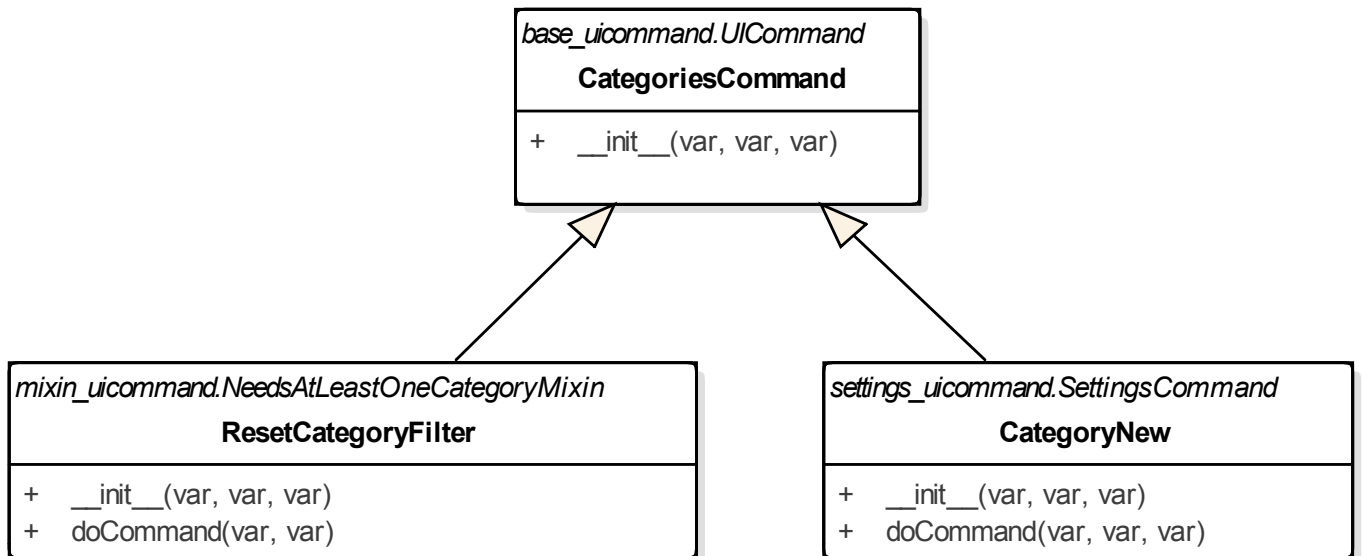 base_uicommand.UICommand
CategoriesCommand
+ __init__(var, var, var)
mixin_uicommand.NeedsAtLeastOneCategoryMixin
ResetCategoryFilter
+ __init__(var, var, var)
+ doCommand(var, var)
settings_uicommand.SettingsCommand
CategoryNew
+ __init__(var, var, var)
+ doCommand(var, var, var)